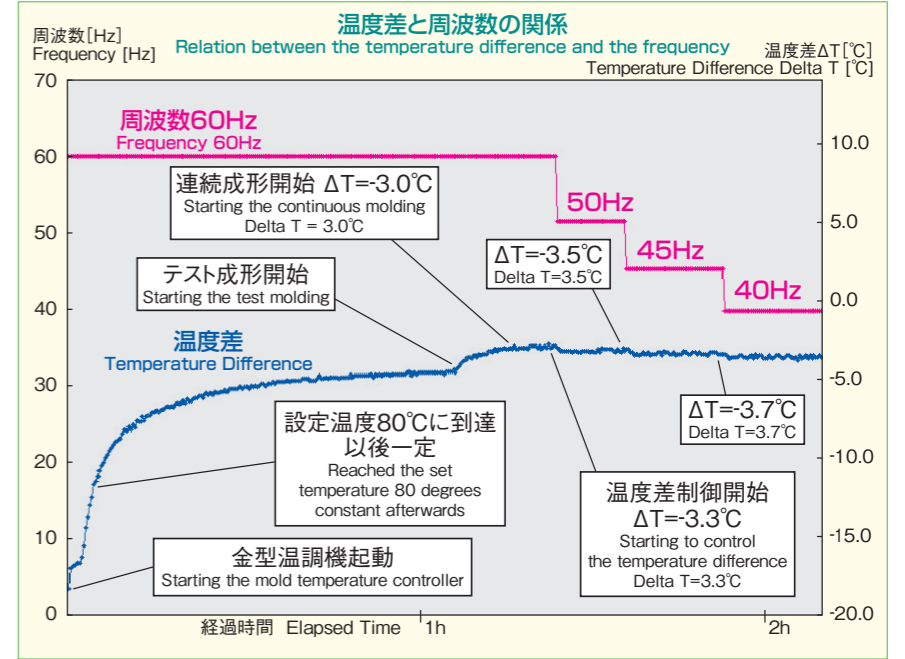 温度差と周波数の関係
Relation between the temperature difference and the frequency
周波数[Hz]
Frequency [Hz]
温度差ΔT[℃]
Temperature Difference Delta T [℃]
70
60
50
40
30
20
10
0
10.0
5.0
0.0
-5.0
-10.0
-15.0
-20.0
周波数60Hz
Frequency 60Hz
50Hz
45Hz
40Hz
連続成形開始 ΔT=-3.0℃
Starting the continuous molding
Delta T = 3.0℃
ΔT=-3.5℃
Delta T=3.5℃
テスト成形開始
Starting the test molding
温度差
Temperature Difference
ΔT=-3.7℃
Delta T=3.7℃
設定温度80℃に到達
以後一定
Reached the set
temperature 80 degrees
constant afterwards
温度差制御開始
ΔT=-3.3℃
Starting to control
the temperature difference
Delta T=3.3℃
金型温調機起動
Starting the mold temperature controller
経過時間 Elapsed Time
1h
2h